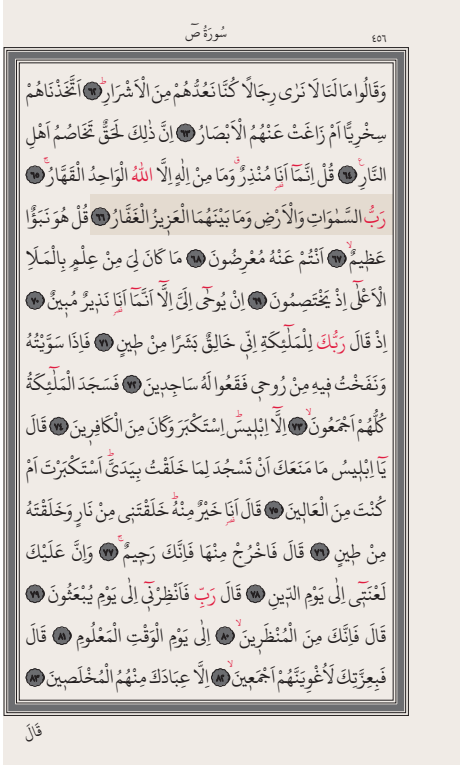 سُورَةُ صٓ
٤٥٦
وَقَالُوا مَا لَنَا لَا نَرٰى رِجَالًا كُنَّا نَعُدُّهُمْ مِنَ الْاَشْرَارِۜ ﴿٦٢﴾ اَتَّخَذْنَاهُمْ
سِخْرِيًّا اَمْ زَاغَتْ عَنْهُمُ الْاَبْصَارُ ﴿٦٣﴾ اِنَّ ذٰلِكَ لَحَقٌّ تَخَاصُمُ اَهْلِ
النَّارِ۟ ﴿٦٤﴾ قُلْ اِنَّمَٓا اَنَا۬ مُنْذِرٌۗ وَمَا مِنْ اِلٰهٍ اِلَّا اللّٰهُ الْوَاحِدُ الْقَهَّارُۚ ﴿٦٥﴾
رَبُّ السَّمٰوَاتِ وَالْاَرْضِ وَمَا بَيْنَهُمَا الْعَز۪يزُ الْغَفَّارُ ﴿٦٦﴾ قُلْ هُوَ نَبَؤٌا
عَظ۪يمٌۙ ﴿٦٧﴾ اَنْتُمْ عَنْهُ مُعْرِضُونَ ﴿٦٨﴾ مَا كَانَ لِيَ مِنْ عِلْمٍ بِالْمَلَاِ
الْاَعْلٰٓى اِذْ يَخْتَصِمُونَ ﴿٦٩﴾ اِنْ يُوحٰٓى اِلَيَّ اِلَّٓا اَنَّمَٓا اَنَا۬ نَذ۪يرٌ مُب۪ينٌ ﴿٧٠﴾
اِذْ قَالَ رَبُّكَ لِلْمَلٰٓئِكَةِ اِنّ۪ي خَالِقٌ بَشَرًا مِنْ ط۪ينٍ ﴿٧١﴾ فَاِذَا سَوَّيْتُهُ
وَنَفَخْتُ ف۪يهِ مِنْ رُوح۪ي فَقَعُوا لَهُ سَاجِد۪ينَ ﴿٧٢﴾ فَسَجَدَ الْمَلٰٓئِكَةُ
كُلُّهُمْ اَجْمَعُونَۙ ﴿٧٣﴾ اِلَّٓا اِبْل۪يسَۜ اِسْتَكْبَرَ وَكَانَ مِنَ الْكَافِر۪ينَ ﴿٧٤﴾ قَالَ
يَٓا اِبْل۪يسُ مَا مَنَعَكَ اَنْ تَسْجُدَ لِمَا خَلَقْتُ بِيَدَيَّۜ اَسْتَكْبَرْتَ اَمْ
كُنْتَ مِنَ الْعَال۪ينَ ﴿٧٥﴾ قَالَ اَنَا۬ خَيْرٌ مِنْهُۜ خَلَقْتَن۪ي مِنْ نَارٍ وَخَلَقْتَهُ
مِنْ ط۪ينٍ ﴿٧٦﴾ قَالَ فَاخْرُجْ مِنْهَا فَاِنَّكَ رَج۪يمٌۚ ﴿٧٧﴾ وَاِنَّ عَلَيْكَ
لَعْنَت۪ٓي اِلٰى يَوْمِ الدّ۪ينِ ﴿٧٨﴾ قَالَ رَبِّ فَاَنْظِرْن۪ٓي اِلٰى يَوْمِ يُبْعَثُونَ ﴿٧٩﴾
قَالَ فَاِنَّكَ مِنَ الْمُنْظَر۪ينَۙ ﴿٨٠﴾ اِلٰى يَوْمِ الْوَقْتِ الْمَعْلُومِ ﴿٨١﴾ قَالَ
فَبِعِزَّتِكَ لَاُغْوِيَنَّهُمْ اَجْمَع۪ينَۙ ﴿٨٢﴾ اِلَّا عِبَادَكَ مِنْهُمُ الْمُخْلَص۪ينَ ﴿٨٣﴾
قَالَ